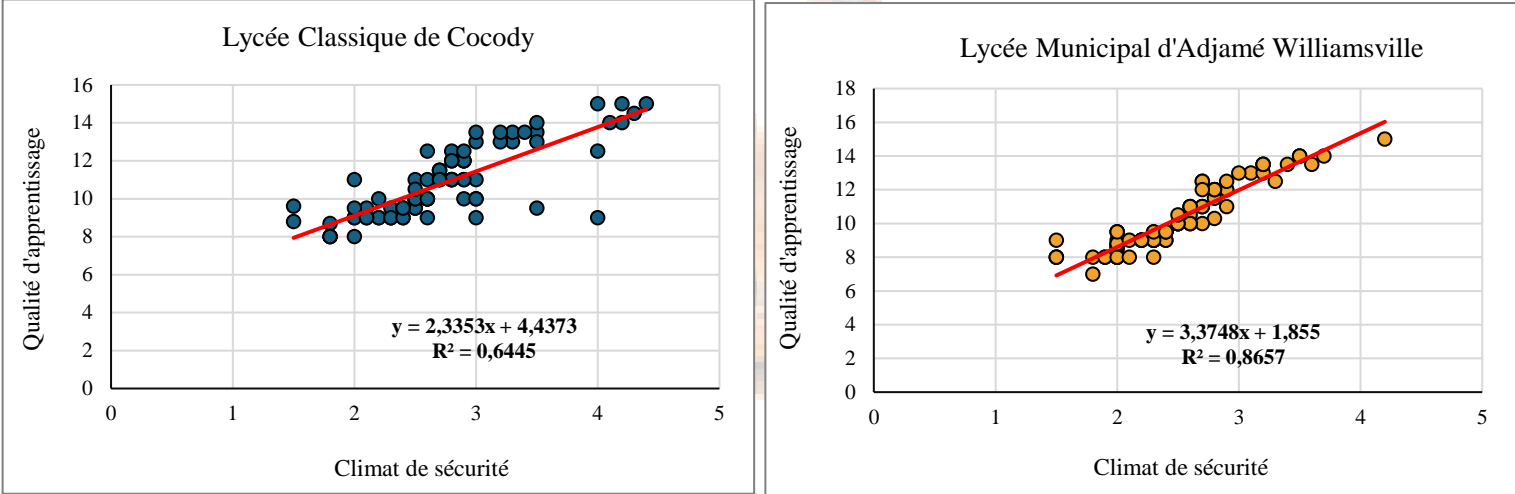 Lycée Classique de Cocody
Qualité d'apprentissage
16
14
12
10
8
6
4
2
0
y = 2,3353x + 4,4373
R² = 0,6445
0 1 2 3 4 5
Climat de sécurité
Lycée Municipal d'Adjamé Williamsville
Qualité d'apprentissage
18
16
14
12
10
8
6
4
2
0
y = 3,3748x + 1,855
R² = 0,8657
0 1 2 3 4 5
Climat de sécurité